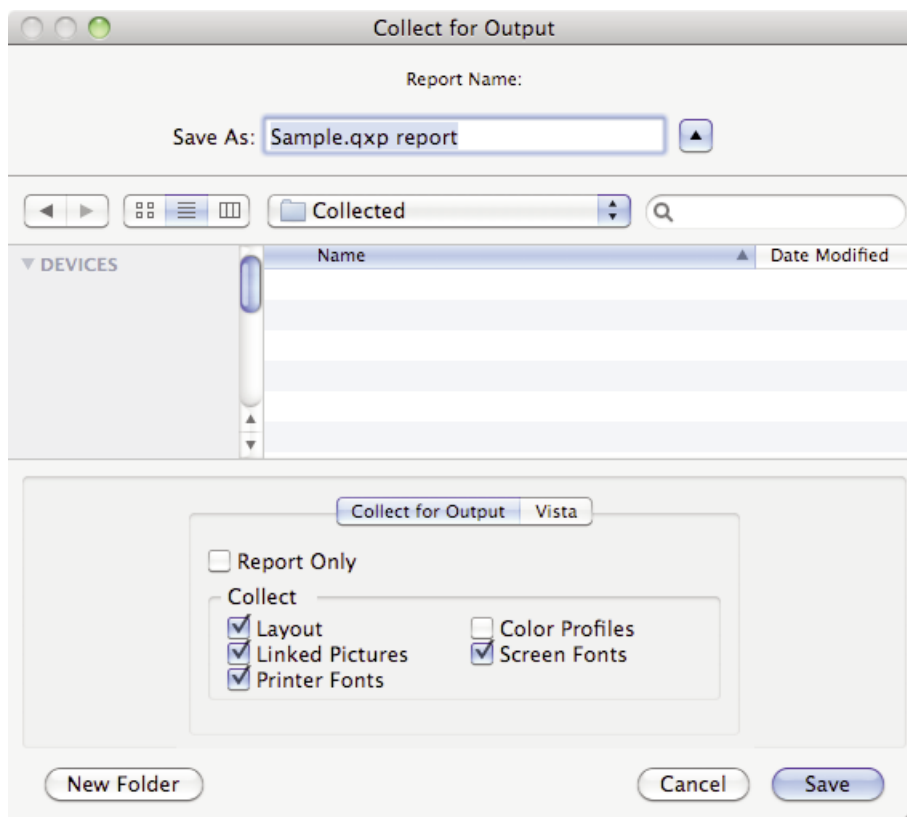 Collect for Output
Report Name:
Save As: Sample.qxp report
Collected
DEVICES
Name Date Modified
Collect for Output Vista
Report Only
Collect
Layout Color Profiles
Linked Pictures Screen Fonts
Printer Fonts
New Folder Cancel Save